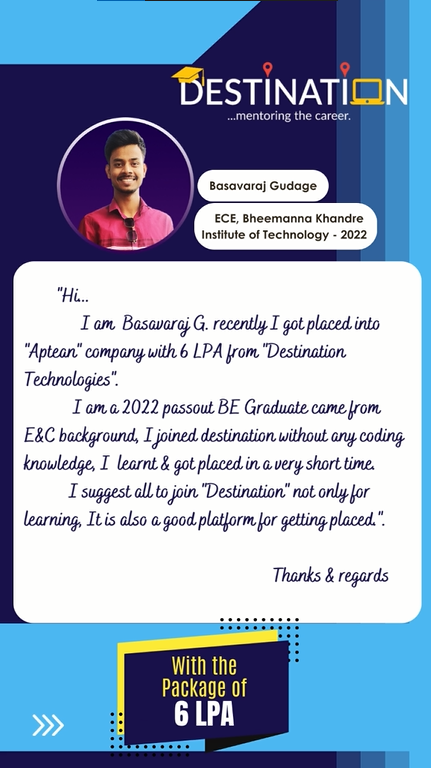 DESTINATION
...mentoring the career.
Basavaraj Gudage
ECE, Bheemanna Khandre
Institute of Technology - 2022
"Hi...
I am Basavaraj G. recently I got placed into
"Aptean" company with 6 LPA from "Destination
Technologies".
I am a 2022 passout BE Graduate came from
E&C background, I joined destination without any coding
knowledge, I learnt & got placed in a very short time.
I suggest all to join "Destination" not only for
learning, It is also a good platform for getting placed.".
Thanks & regards
With the
Package of
6 LPA